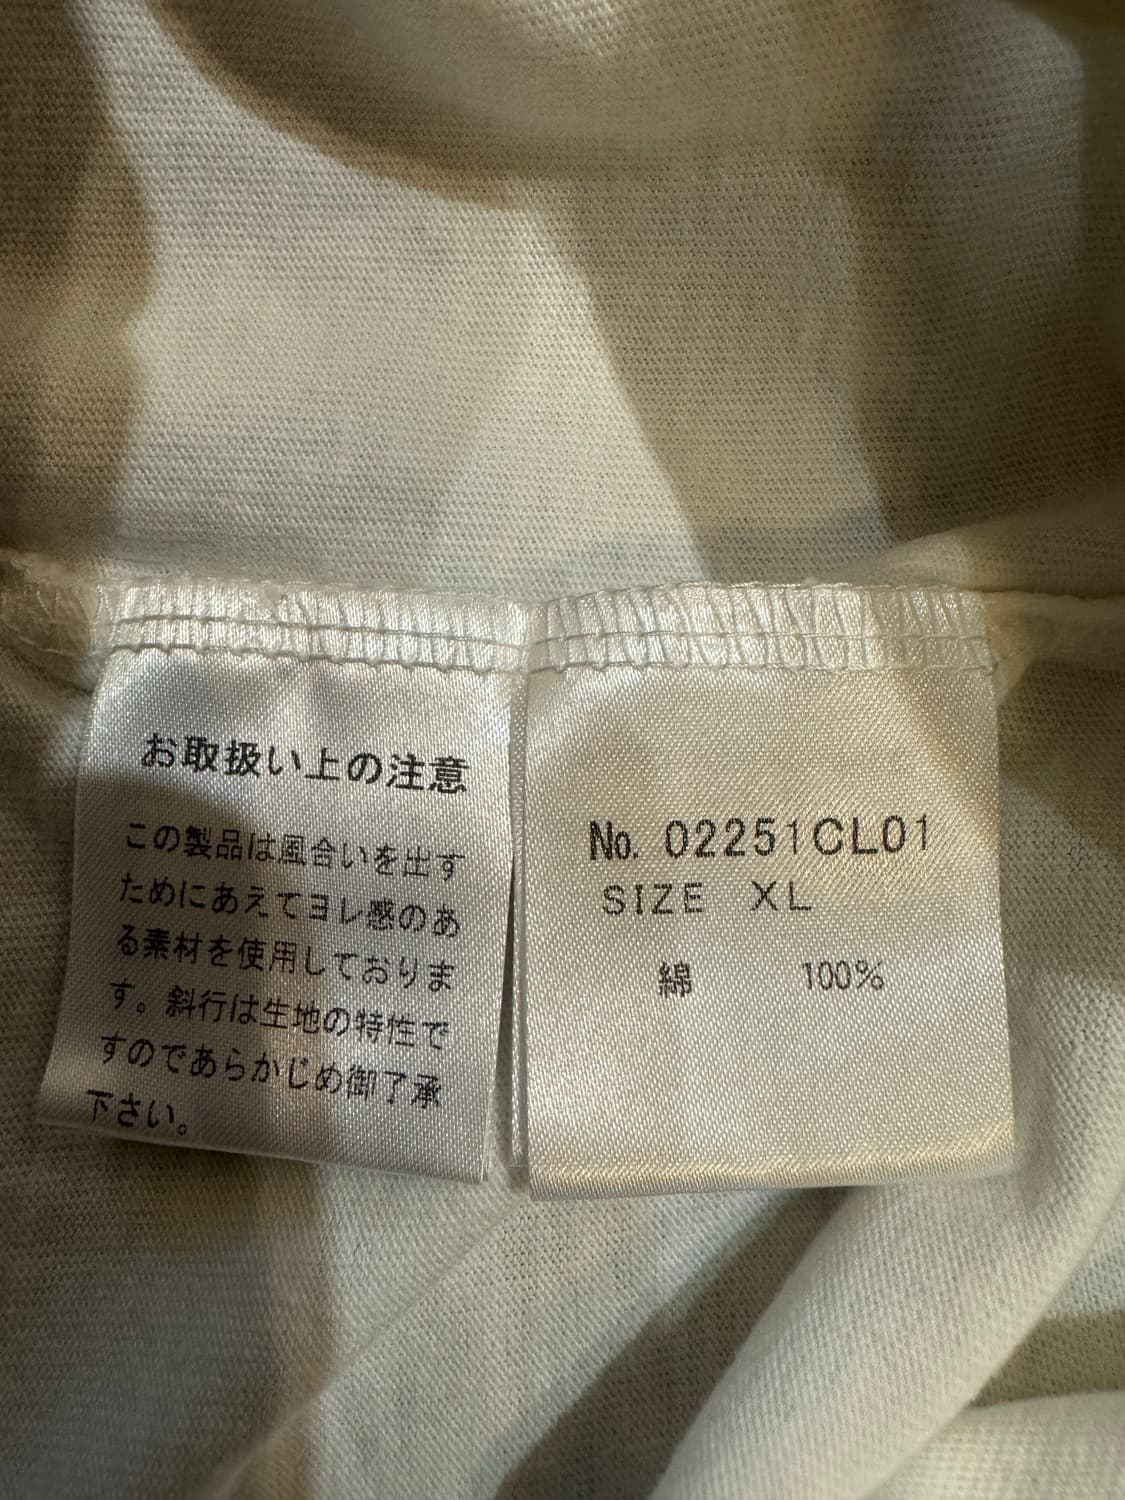 お取扱い上の注意
この製品は風合いを出す
ためにあえてヨレ感のあ
る素材を使用しておりま
す。斜行は生地の特性で
すのであらかじめ御了承
下さい。
No. 02251CL01
SIZE XL
綿 100%